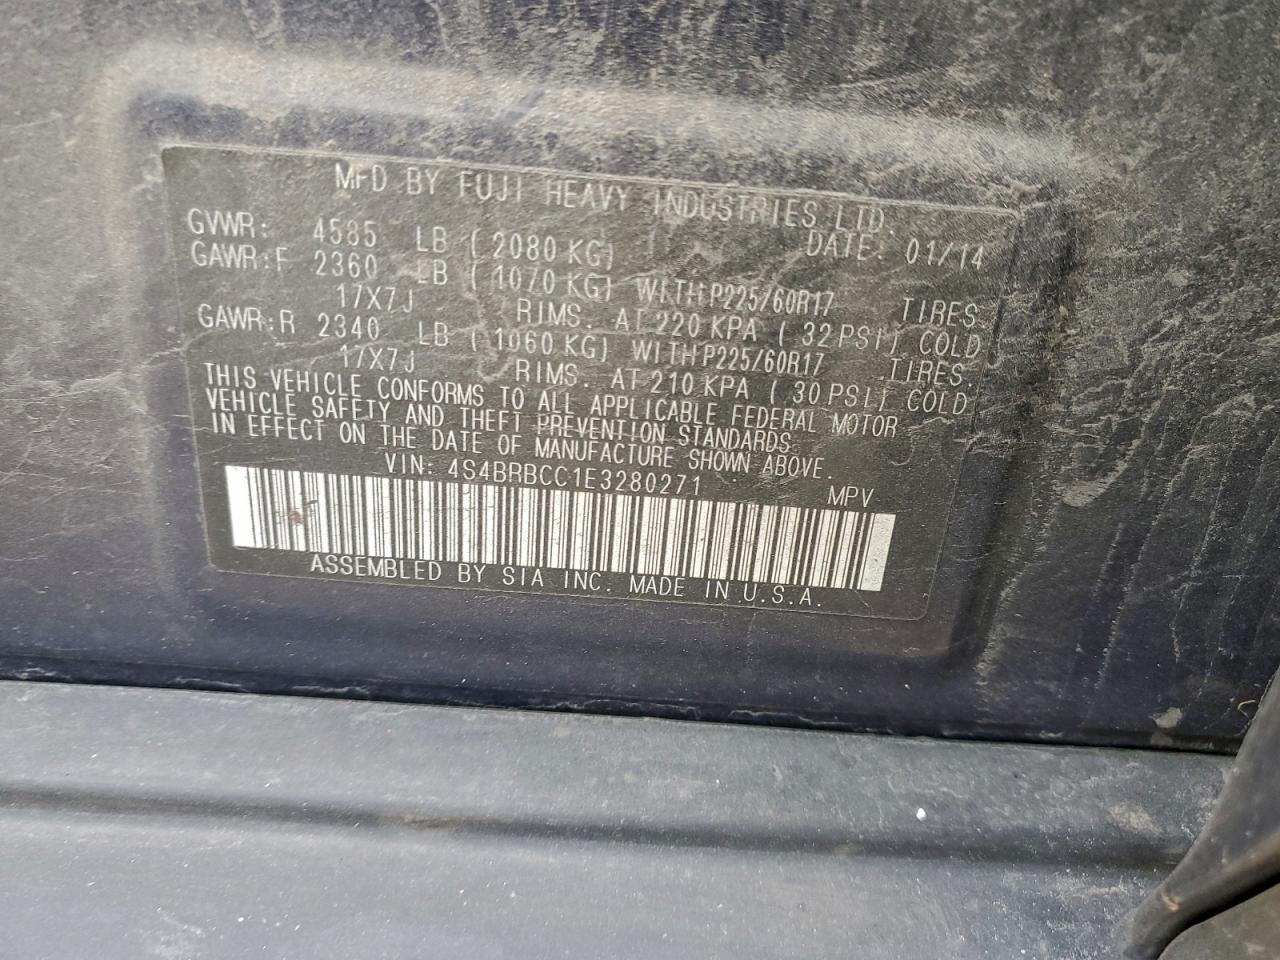 MFD BY FUJI HEAVY INDUSTRIES LTD.
GVWR: 4585 LB ( 2080 KG) DATE: 01/14
GAWR:F 2360 LB ( 1070 KG) WITH P225/60R17 TIRES.
17X7J RIMS. AT 220 KPA ( 32 PSI) COLD
GAWR:R 2340 LB ( 1060 KG) WITH P225/60R17 TIRES.
17X7J RIMS. AT 210 KPA ( 30 PSI) COLD
THIS VEHICLE CONFORMS TO ALL APPLICABLE FEDERAL MOTOR
VEHICLE SAFETY AND THEFT PREVENTION STANDARDS
IN EFFECT ON THE DATE OF MANUFACTURE SHOWN ABOVE.
VIN: 4S4BRBCC1E3280271 MPV
ASSEMBLED BY SIA INC. MADE IN U.S.A.